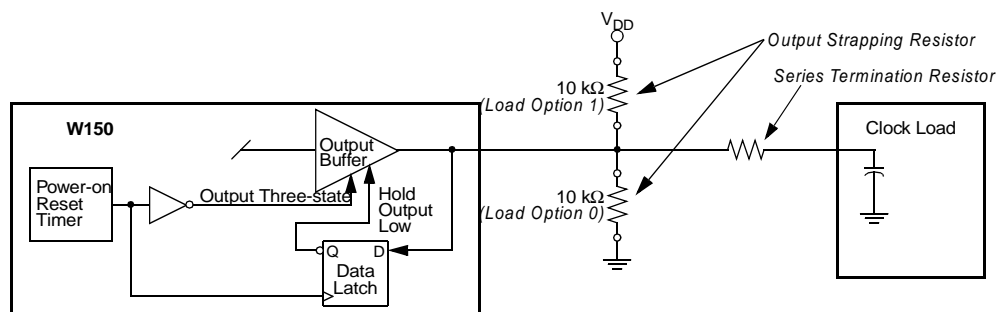 V_DD
Output Strapping Resistor
Series Termination Resistor
10 kΩ
(Load Option 1)
W150
Clock Load
Output
Buffer
Power-on
Reset
Timer
Output Three-state
Hold
Output
Low
10 kΩ
(Load Option 0)
Q
D
Data
Latch